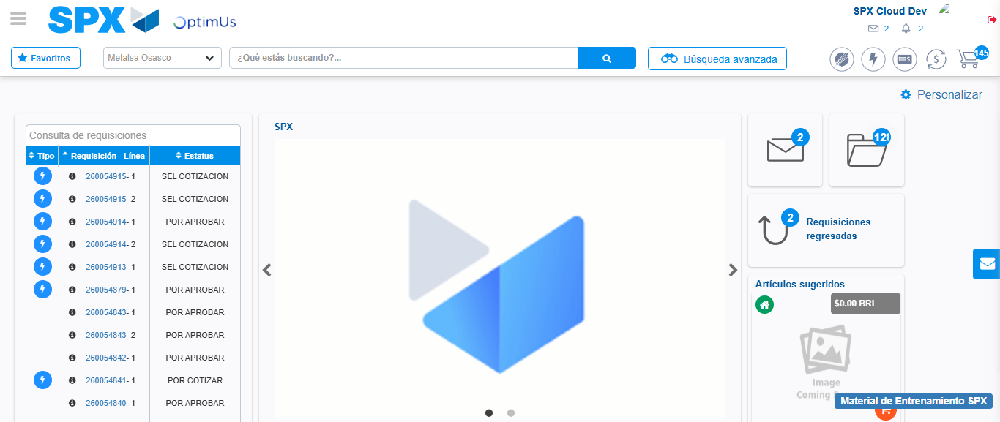 SPX
OptimUs
SPX Cloud Dev
2
2
Favoritos
Metalsa Osasco
¿Qué estás buscando?...
Búsqueda avanzada
145
Personalizar
Consulta de requisiciones
Tipo Requisición - Línea Estatus
260054915- 1 SEL COTIZACION
260054915- 2 SEL COTIZACION
260054914- 1 POR APROBAR
260054914- 2 SEL COTIZACION
260054913- 1 SEL COTIZACION
260054879- 1 POR APROBAR
260054843- 1 POR APROBAR
260054843- 2 POR APROBAR
260054842- 1 POR APROBAR
260054841- 1 POR COTIZAR
260054840- 1 POR APROBAR
SPX
2
2
Requisiciones
regresadas
Artículos sugeridos
$0.00 BRL
Image
Coming
Material de Entrenamiento SPX